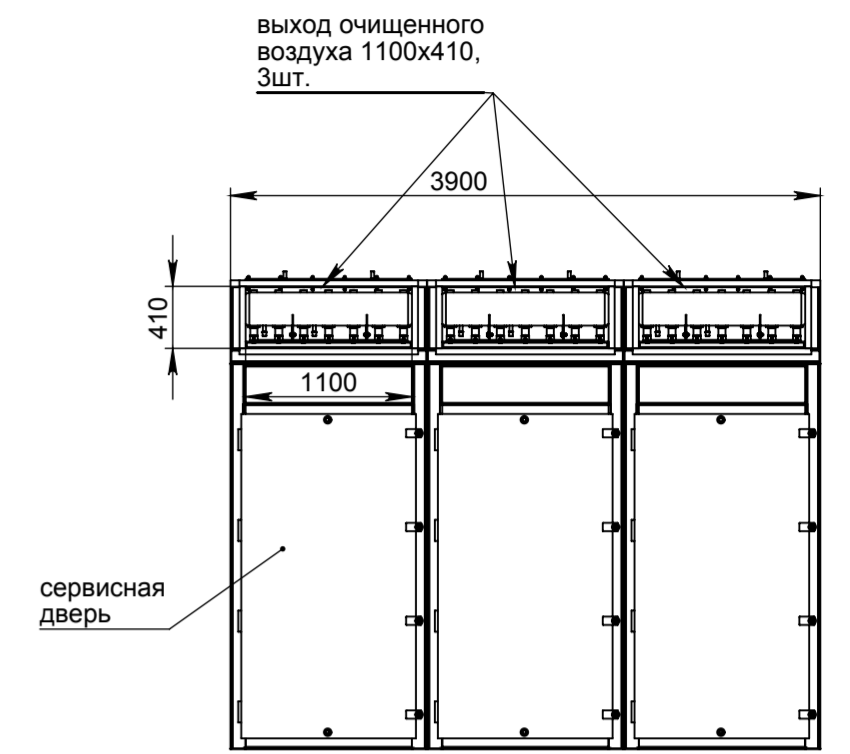 выход очищенного
воздуха 1100х410,
3шт.
3900
410
1100
сервисная
дверь